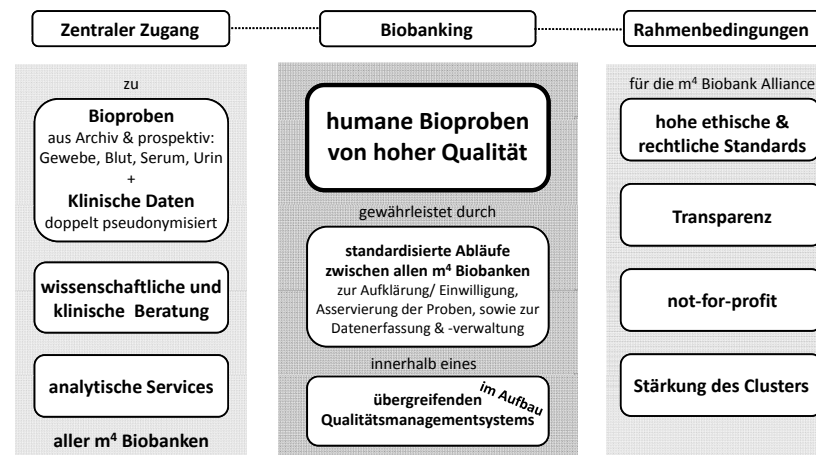 Zentraler Zugang
zu
Bioproben
aus Archiv & prospektiv:
Gewebe, Blut, Serum, Urin
+
Klinische Daten
doppelt pseudonymisiert
wissenschaftliche und
klinische Beratung
analytische Services
aller m⁴ Biobanken
Biobanking
humane Bioproben
von hoher Qualität
gewährleistet durch
standardisierte Abläufe
zwischen allen m⁴ Biobanken
zur Aufklärung/ Einwilligung,
Asservierung der Proben, sowie zur
Datenerfassung & -verwaltung
innerhalb eines
übergreifenden
Qualitätsmanagementsystems
im Aufbau
Rahmenbedingungen
für die m⁴ Biobank Alliance
hohe ethische &
rechtliche Standards
Transparenz
not-for-profit
Stärkung des Clusters